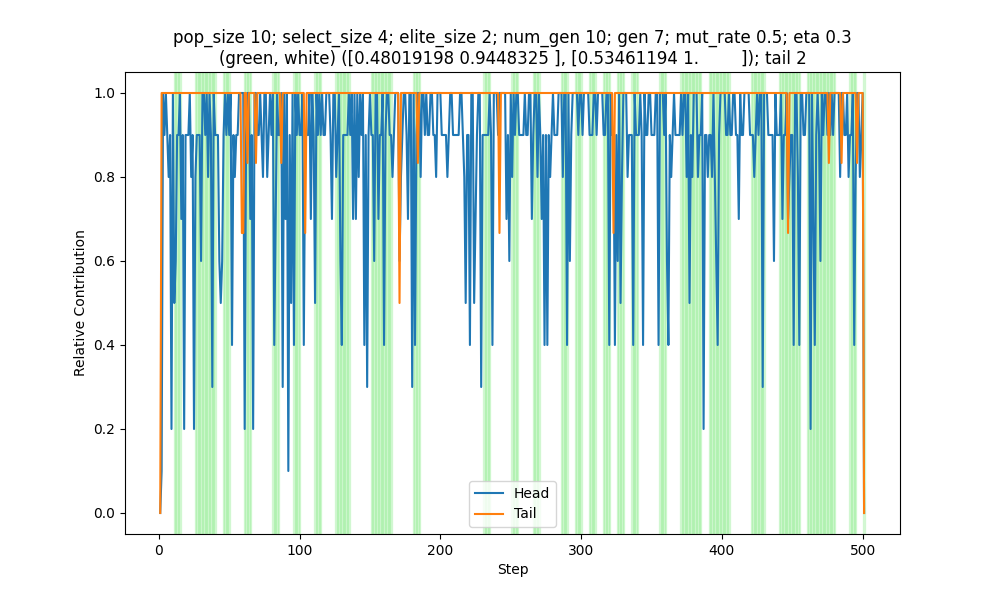 pop_size 10; select_size 4; elite_size 2; num_gen 10; gen 7; mut_rate 0.5; eta 0.3
(green, white) ([0.48019198 0.9448325 ], [0.53461194 1.        ]); tail 2
1.0
0.8
0.6
0.4
0.2
0.0
Relative Contribution
Head
Tail
0
100
200
300
400
500
Step